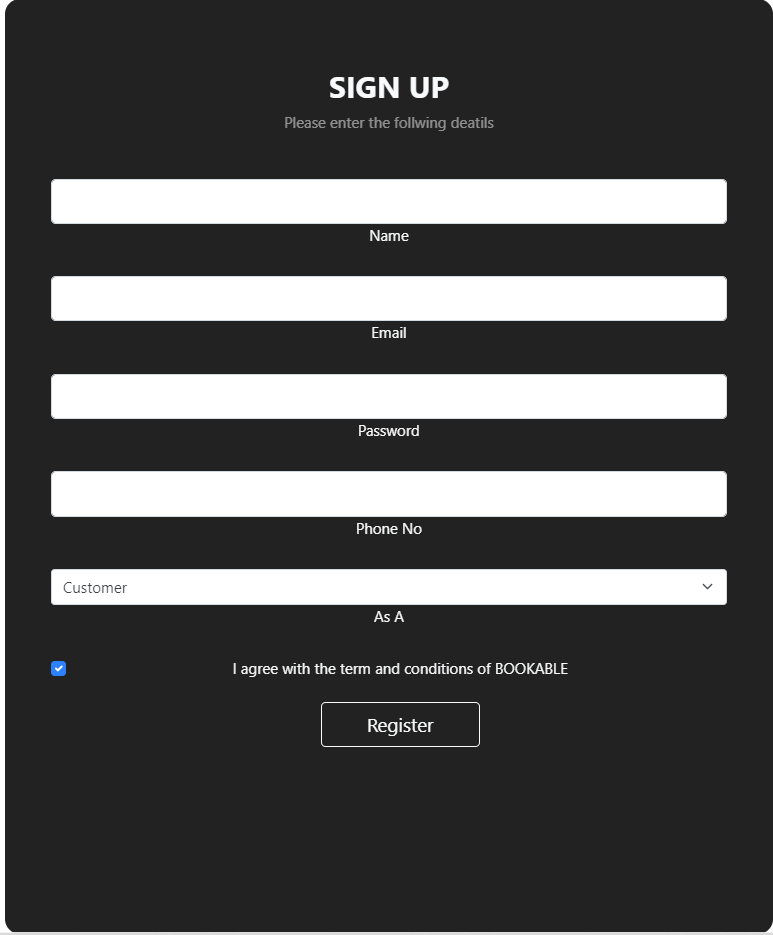 SIGN UP
Please enter the follwing deatils
Name
Email
Password
Phone No
Customer
As A
I agree with the term and conditions of BOOKABLE
Register